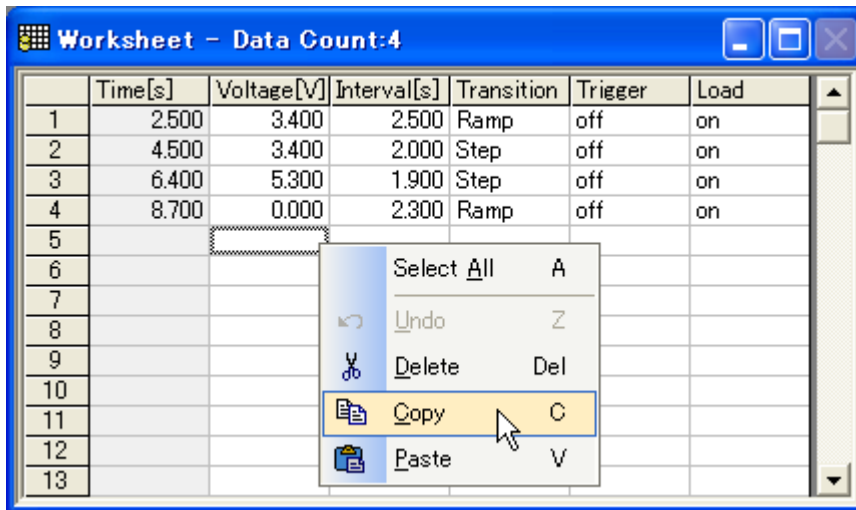 Worksheet - Data Count:4
Time[s] Voltage[V] Interval[s] Transition Trigger Load
1 2.500 3.400 2.500 Ramp off on
2 4.500 3.400 2.000 Step off on
3 6.400 5.300 1.900 Step off on
4 8.700 0.000 2.300 Ramp off on
5
6
Select All A
7
8
Undo Z
9
Delete Del
10
11
Copy C
12
Paste V
13